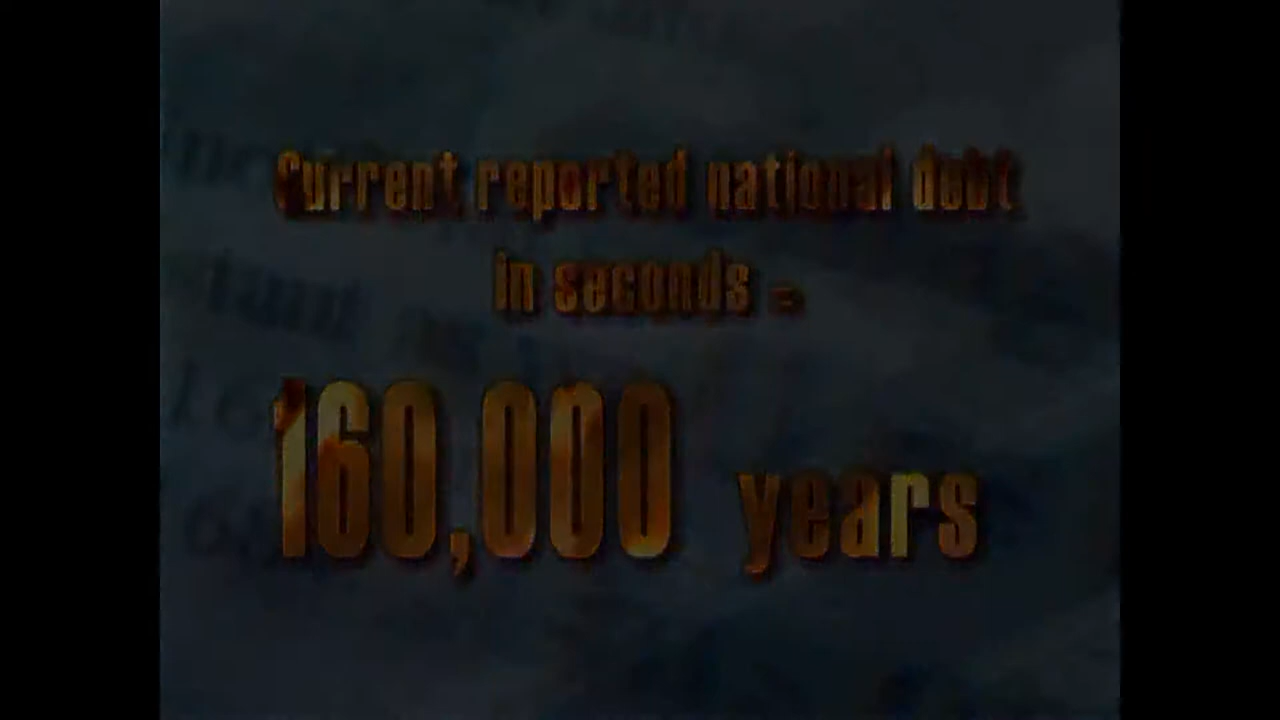 Current reported national debt
in seconds =
160,000 years